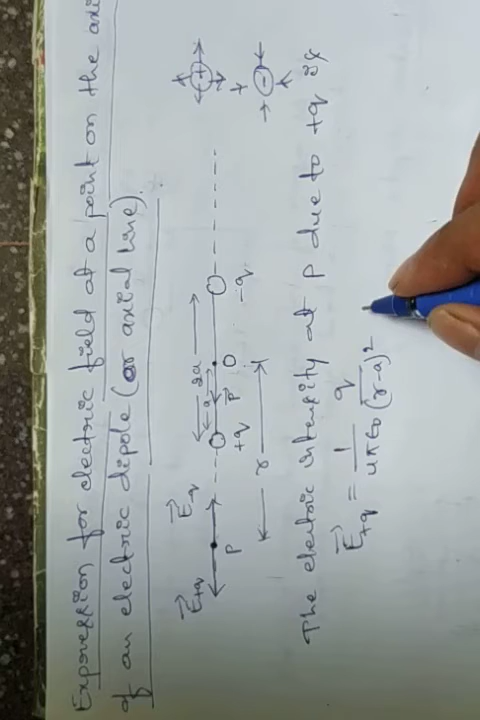 Expression for electric field at a point on the axi
of an electric dipole (or axial line).
E⃗+q E⃗-q
←a→ 2a
P +q P⃗ O -q
r
+ + -
The electric intensity at P due to +q is
E⃗+q = 1/4πε0 q/(r-a)²